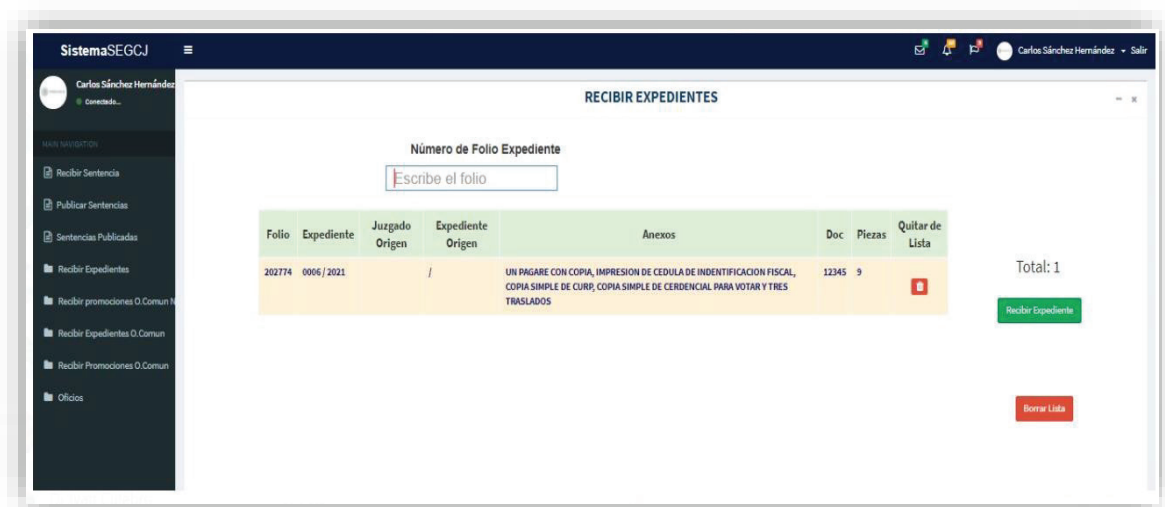 SistemaSEGCJ
Carlos Sánchez Hernández Salir
Carlos Sánchez Hernández
Conectado...
MAIN NAVIGATION
Recibir Sentencia
Publicar Sentencias
Sentencias Publicadas
Recibir Expedientes
Recibir promociones O.Comun N
Recibir Expedientes O.Comun
Recibir Promociones O.Comun
Oficios
RECIBIR EXPEDIENTES
Número de Folio Expediente
Escribe el folio
Folio Expediente Juzgado Origen Expediente Origen Anexos Doc Piezas Quitar de Lista
202774 0006 / 2021 / UN PAGARE CON COPIA, IMPRESION DE CEDULA DE INDENTIFICACION FISCAL, 12345 9
COPIA SIMPLE DE CURP, COPIA SIMPLE DE CERDENCIAL PARA VOTAR Y TRES
TRASLADOS
Total: 1
Recibir Expediente
Borrar Lista